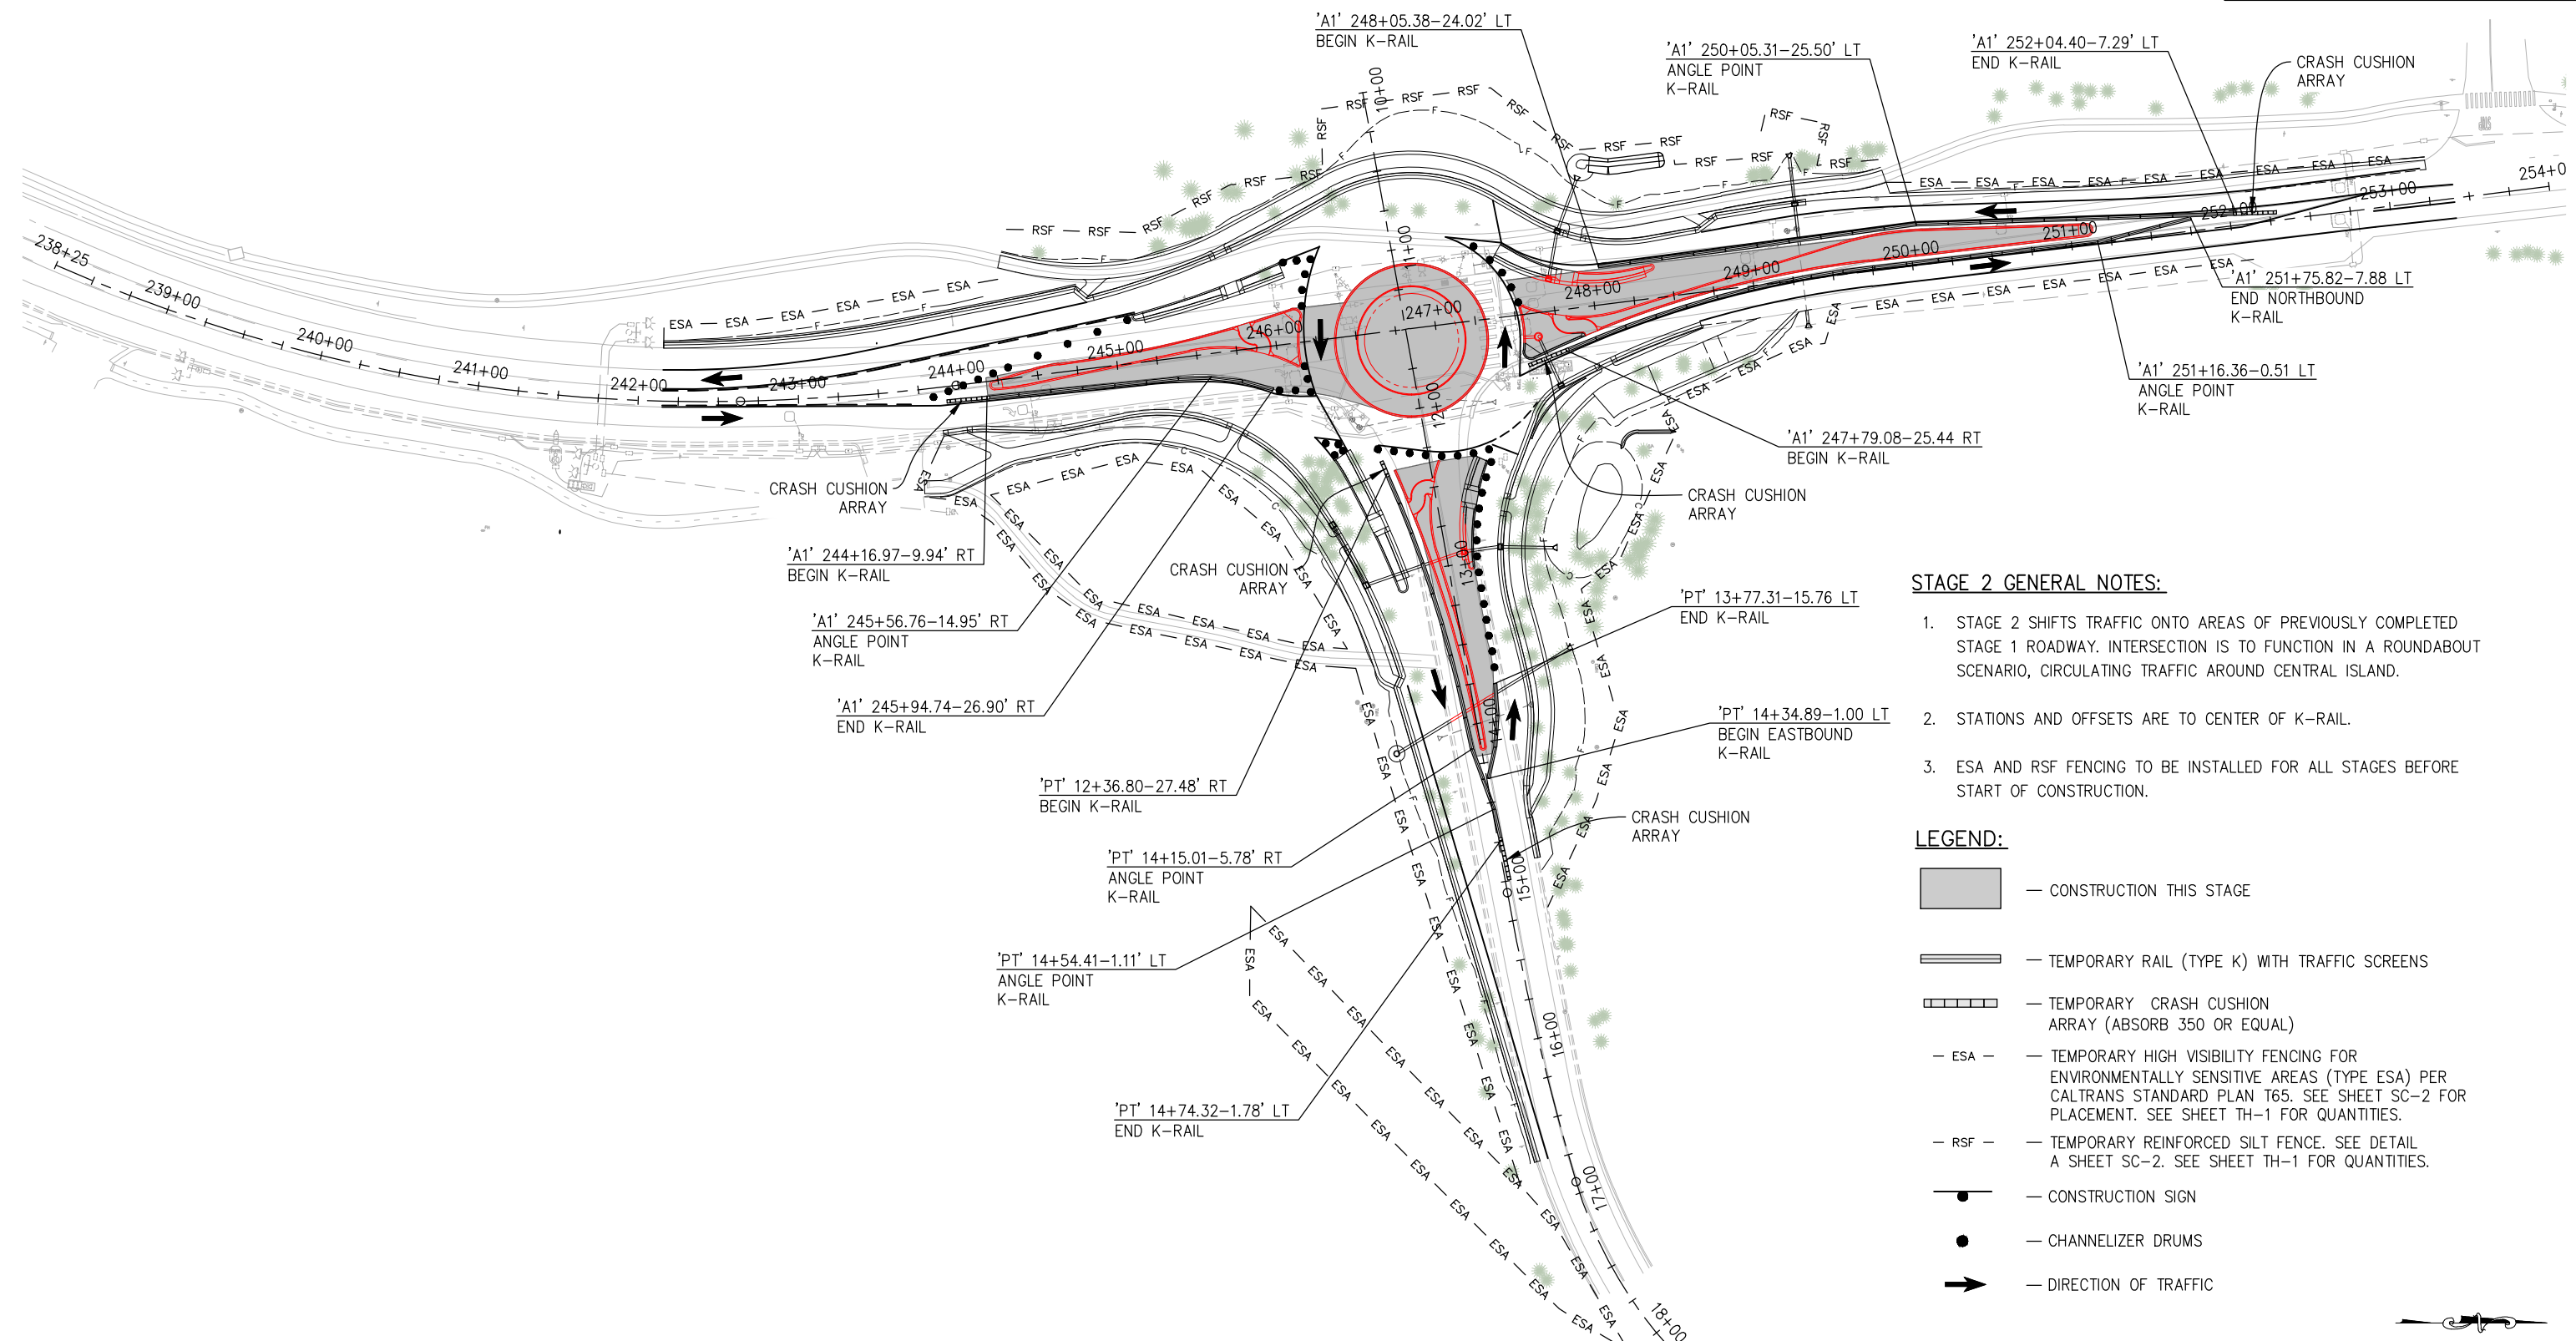 'A1' 248+05.38-24.02' LT
BEGIN K-RAIL
'A1' 250+05.31-25.50' LT
ANGLE POINT
K-RAIL
'A1' 252+04.40-7.29' LT
END K-RAIL
CRASH CUSHION
ARRAY
10+00
11+00
12+00
13+00
14+00
15+00
16+00
17+00
18+00
238+25
239+00
240+00
241+00
242+00
243+00
244+00
245+00
246+00
247+00
248+00
249+00
250+00
251+00
252+00
253+00
254+0
RSF
ESA
F
C
'A1' 251+75.82-7.88 LT
END NORTHBOUND
K-RAIL
'A1' 251+16.36-0.51 LT
ANGLE POINT
K-RAIL
'A1' 247+79.08-25.44 RT
BEGIN K-RAIL
CRASH CUSHION
ARRAY
CRASH CUSHION
ARRAY
'A1' 244+16.97-9.94' RT
BEGIN K-RAIL
CRASH CUSHION
ARRAY
'A1' 245+56.76-14.95' RT
ANGLE POINT
K-RAIL
'A1' 245+94.74-26.90' RT
END K-RAIL
'PT' 13+77.31-15.76 LT
END K-RAIL
'PT' 14+34.89-1.00 LT
BEGIN EASTBOUND
K-RAIL
'PT' 12+36.80-27.48' RT
BEGIN K-RAIL
CRASH CUSHION
ARRAY
'PT' 14+15.01-5.78' RT
ANGLE POINT
K-RAIL
'PT' 14+54.41-1.11' LT
ANGLE POINT
K-RAIL
'PT' 14+74.32-1.78' LT
END K-RAIL
STAGE 2 GENERAL NOTES:
1. STAGE 2 SHIFTS TRAFFIC ONTO AREAS OF PREVIOUSLY COMPLETED
STAGE 1 ROADWAY. INTERSECTION IS TO FUNCTION IN A ROUNDABOUT
SCENARIO, CIRCULATING TRAFFIC AROUND CENTRAL ISLAND.
2. STATIONS AND OFFSETS ARE TO CENTER OF K-RAIL.
3. ESA AND RSF FENCING TO BE INSTALLED FOR ALL STAGES BEFORE
START OF CONSTRUCTION.
LEGEND:
— CONSTRUCTION THIS STAGE
— TEMPORARY RAIL (TYPE K) WITH TRAFFIC SCREENS
— TEMPORARY CRASH CUSHION
ARRAY (ABSORB 350 OR EQUAL)
— ESA — — TEMPORARY HIGH VISIBILITY FENCING FOR
ENVIRONMENTALLY SENSITIVE AREAS (TYPE ESA) PER
CALTRANS STANDARD PLAN T65. SEE SHEET SC-2 FOR
PLACEMENT. SEE SHEET TH-1 FOR QUANTITIES.
— RSF — — TEMPORARY REINFORCED SILT FENCE. SEE DETAIL
A SHEET SC-2. SEE SHEET TH-1 FOR QUANTITIES.
— CONSTRUCTION SIGN
— CHANNELIZER DRUMS
— DIRECTION OF TRAFFIC